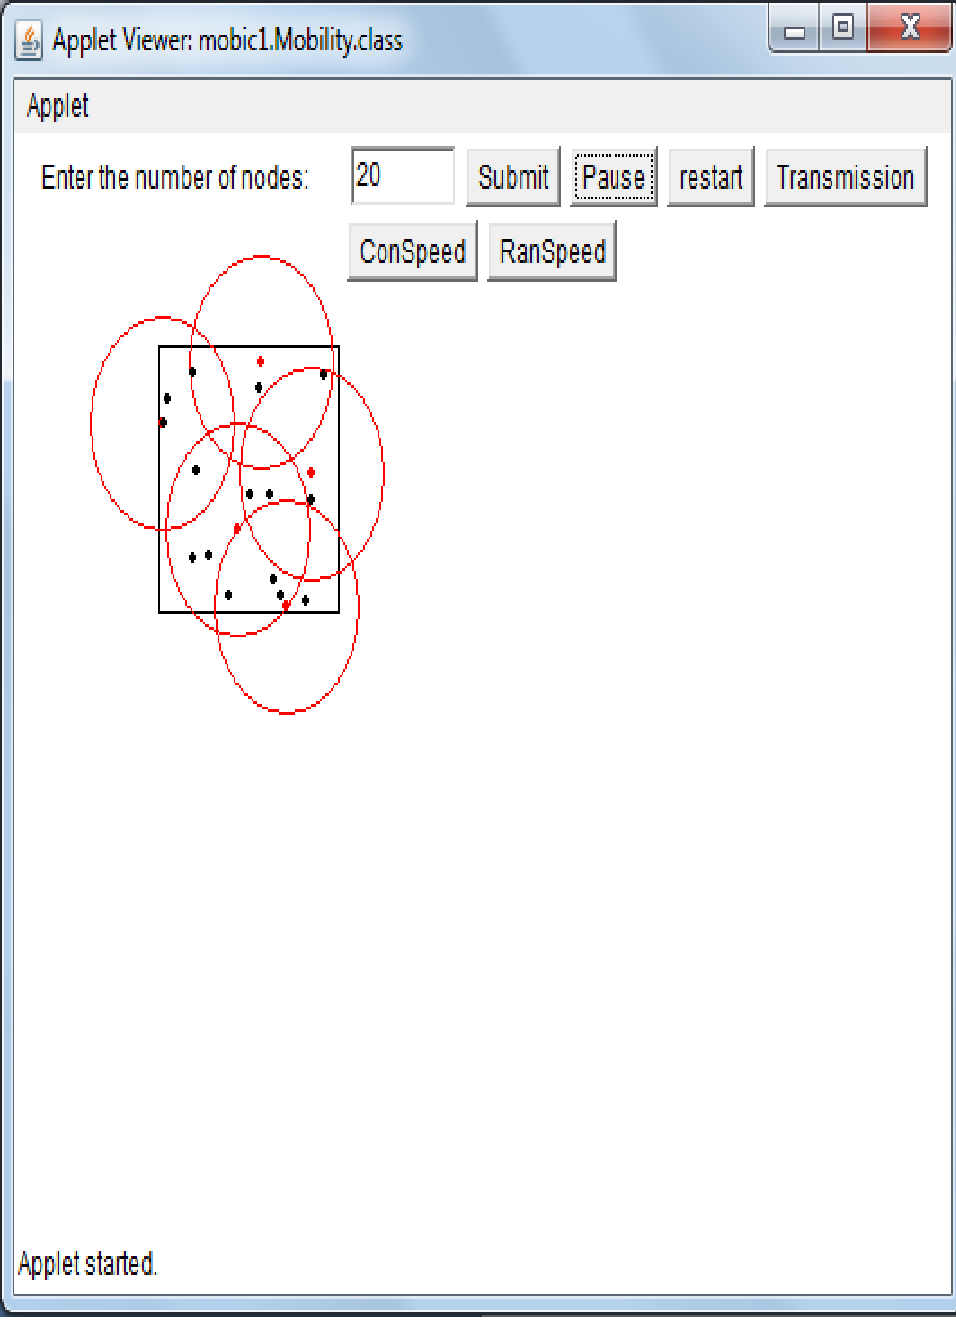 Applet Viewer: mobic1.Mobility.class
Applet
Enter the number of nodes: 20 Submit Pause restart Transmission
ConSpeed RanSpeed
Applet started.